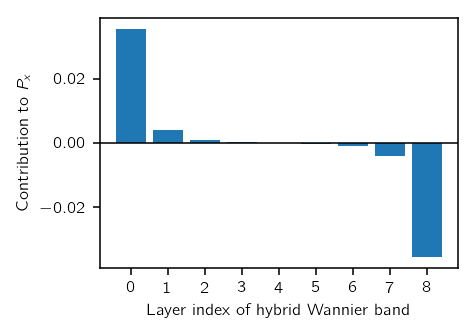 Contribution to Pₓ
0.02
0.00
−0.02
0 1 2 3 4 5 6 7 8
Layer index of hybrid Wannier band